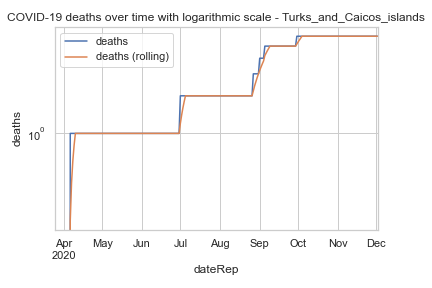 COVID-19 deaths over time with logarithmic scale - Turks_and_Caicos_islands
deaths
deaths (rolling)
deaths
10⁰
Apr May Jun Jul Aug Sep Oct Nov Dec
2020
dateRep